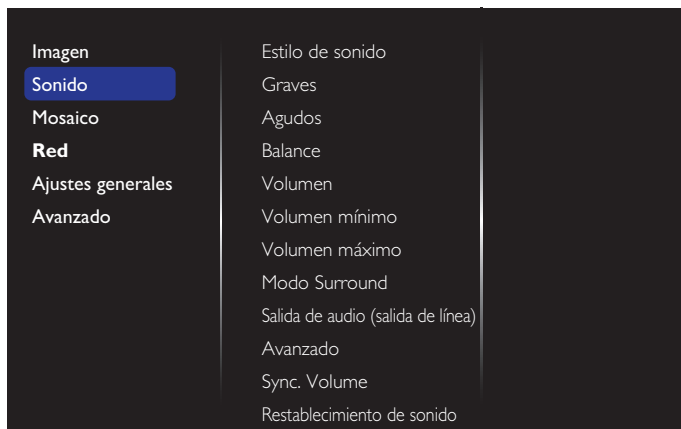 Imagen
Sonido
Mosaico
Red
Ajustes generales
Avanzado
Estilo de sonido
Graves
Agudos
Balance
Volumen
Volumen mínimo
Volumen máximo
Modo Surround
Salida de audio (salida de línea)
Avanzado
Sync. Volume
Restablecimiento de sonido